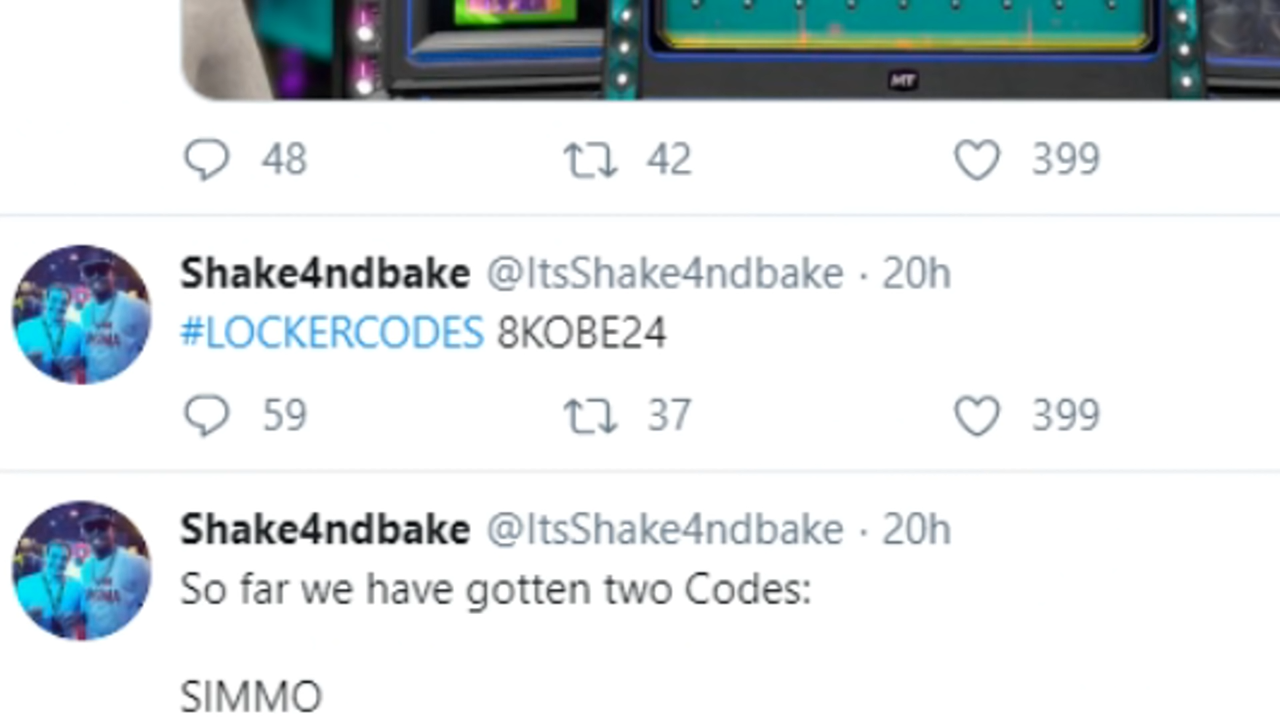 MT
48 42 399
Shake4ndbake @ItsShake4ndbake · 20h
#LOCKERCODES 8KOBE24
59 37 399
Shake4ndbake @ItsShake4ndbake · 20h
So far we have gotten two Codes:
SIMMO